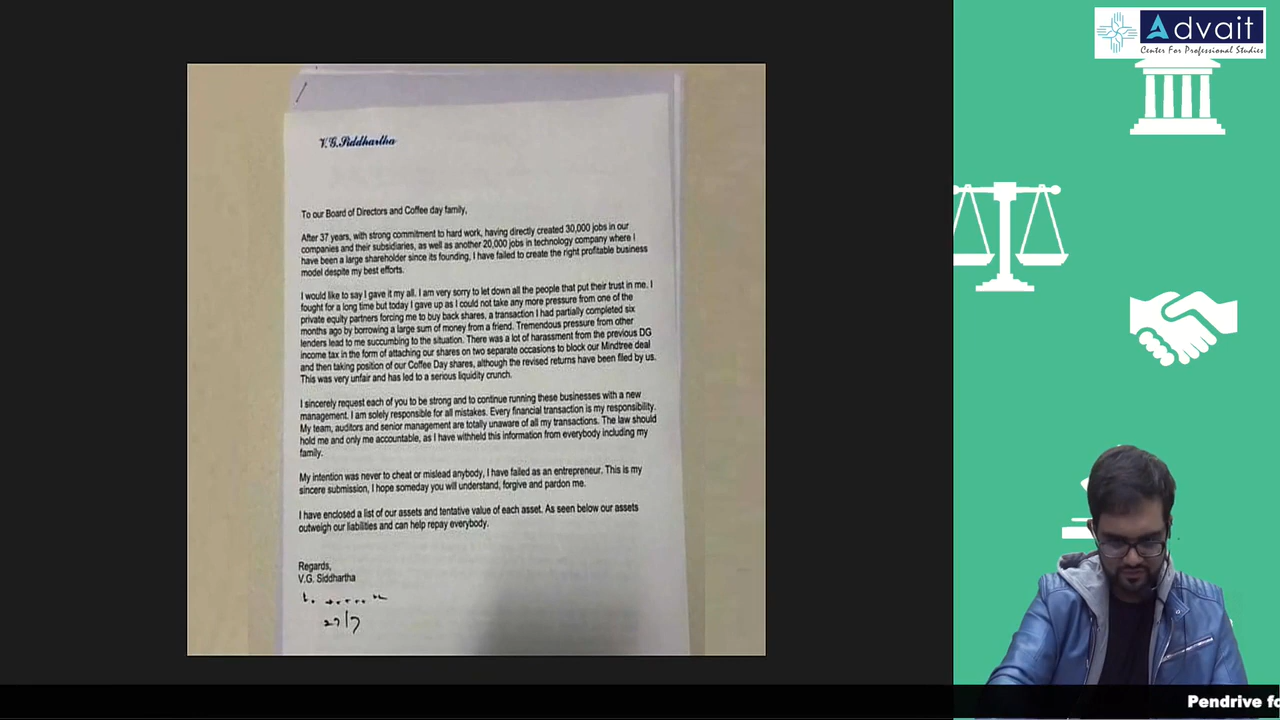 Advait
Center For Professional Studies
V.G.Siddhartha
To our Board of Directors and Coffee day family,
After 37 years, with strong commitment to hard work, having directly created 30,000 jobs in our
companies and their subsidiaries, as well as another 20,000 jobs in technology company where I
have been a large shareholder since its founding, I have failed to create the right profitable business
model despite my best efforts.
I would like to say I gave it my all. I am very sorry to let down all the people that put their trust in me. I
fought for a long time but today I gave up as I could not take any more pressure from one of the
private equity partners forcing me to buy back shares, a transaction I had partially completed six
months ago by borrowing a large sum of money from a friend. Tremendous pressure from other
lenders lead to me succumbing to the situation. There was a lot of harassment from the previous DG
income tax in the form of attaching our shares on two separate occasions to block our Mindtree deal
and then taking position of our Coffee Day shares, although the revised returns have been filed by us.
This was very unfair and has led to a serious liquidity crunch.
I sincerely request each of you to be strong and to continue running these businesses with a new
management. I am solely responsible for all mistakes. Every financial transaction is my responsibility.
My team, auditors and senior management are totally unaware of all my transactions. The law should
hold me and only me accountable, as I have withheld this information from everybody including my
family.
My intention was never to cheat or mislead anybody, I have failed as an entrepreneur. This is my
sincere submission, I hope someday you will understand, forgive and pardon me.
I have enclosed a list of our assets and tentative value of each asset. As seen below our assets
outweigh our liabilities and can help repay everybody.
Regards,
V.G. Siddhartha
27/7
Pendrive